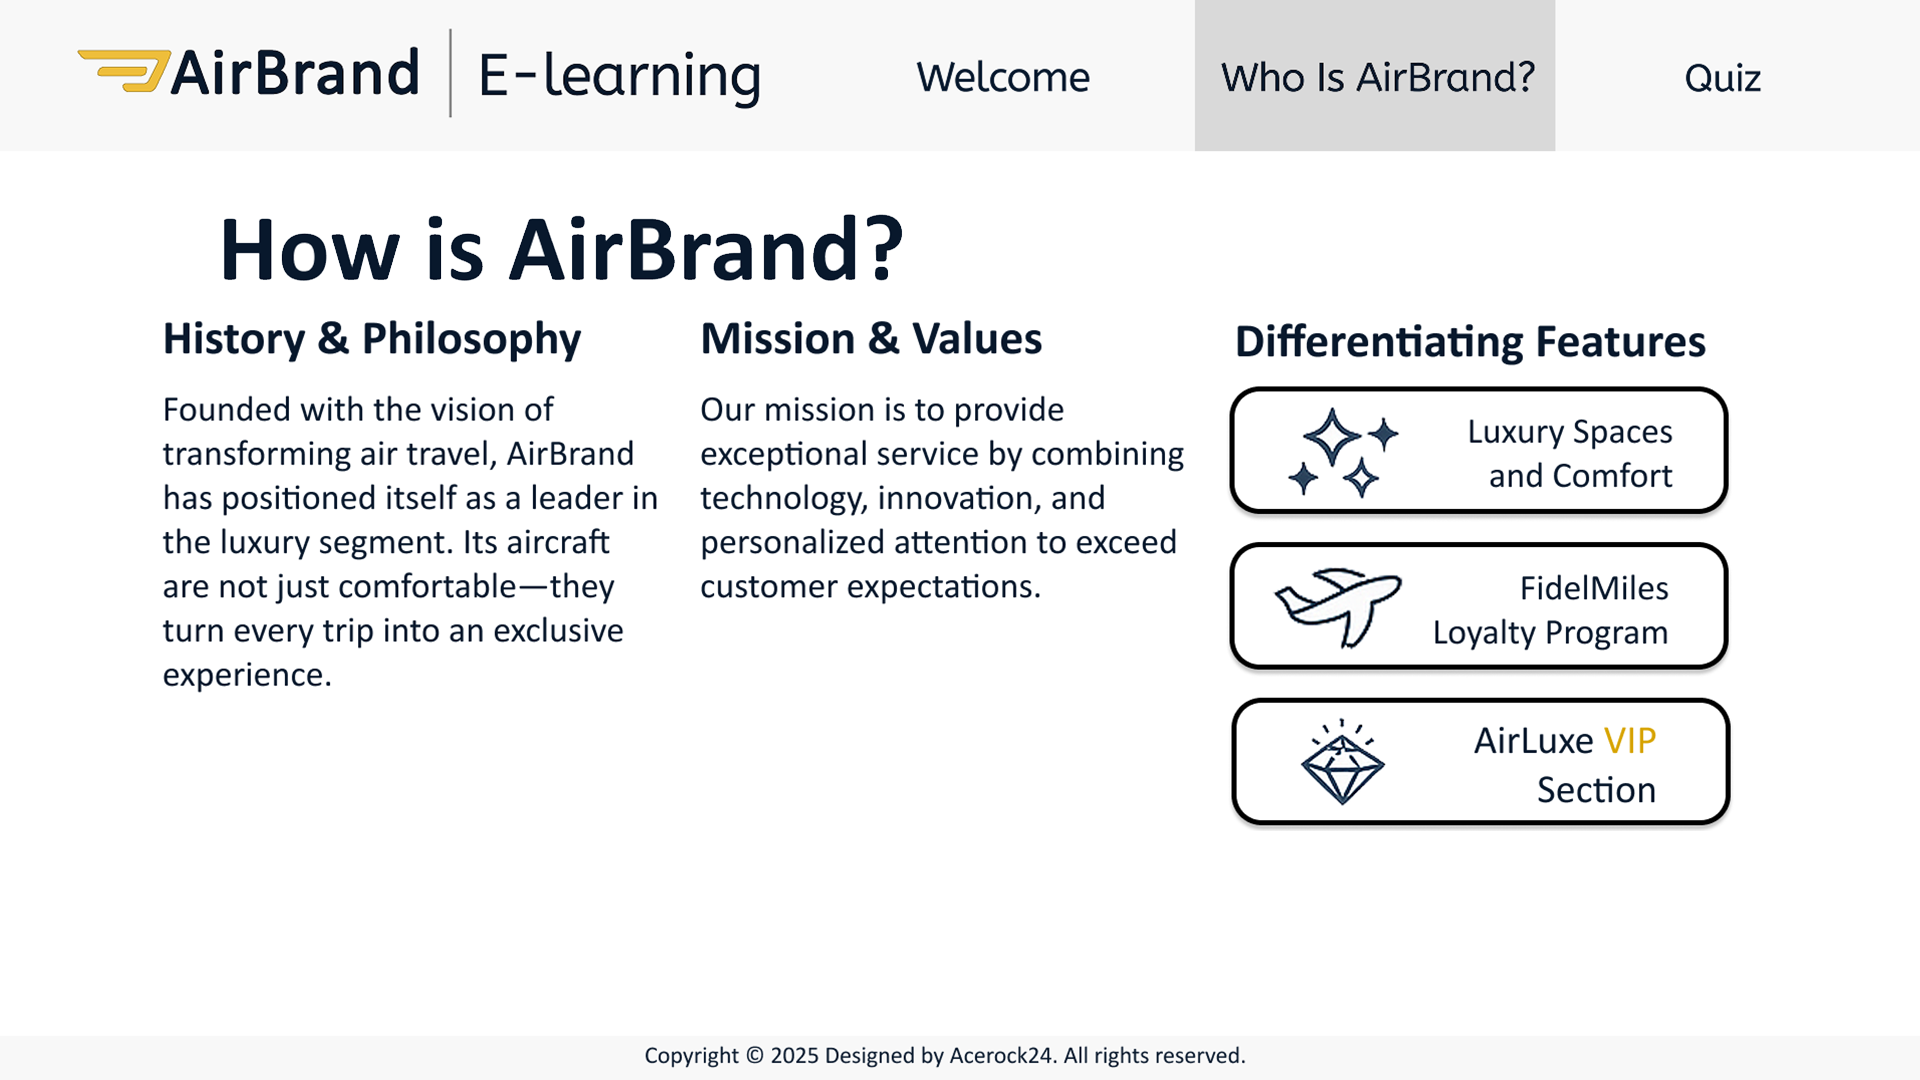 AirBrand
E-learning
Welcome
Who Is AirBrand?
Quiz
How is AirBrand?
History & Philosophy
Founded with the vision of
transforming air travel, AirBrand
has positioned itself as a leader in
the luxury segment. Its aircraft
are not just comfortable—they
turn every trip into an exclusive
experience.
Mission & Values
Our mission is to provide
exceptional service by combining
technology, innovation, and
personalized attention to exceed
customer expectations.
Differentiating Features
Luxury Spaces
and Comfort
FidelMiles
Loyalty Program
AirLuxe VIP
Section
Copyright © 2025 Designed by Acerock24. All rights reserved.